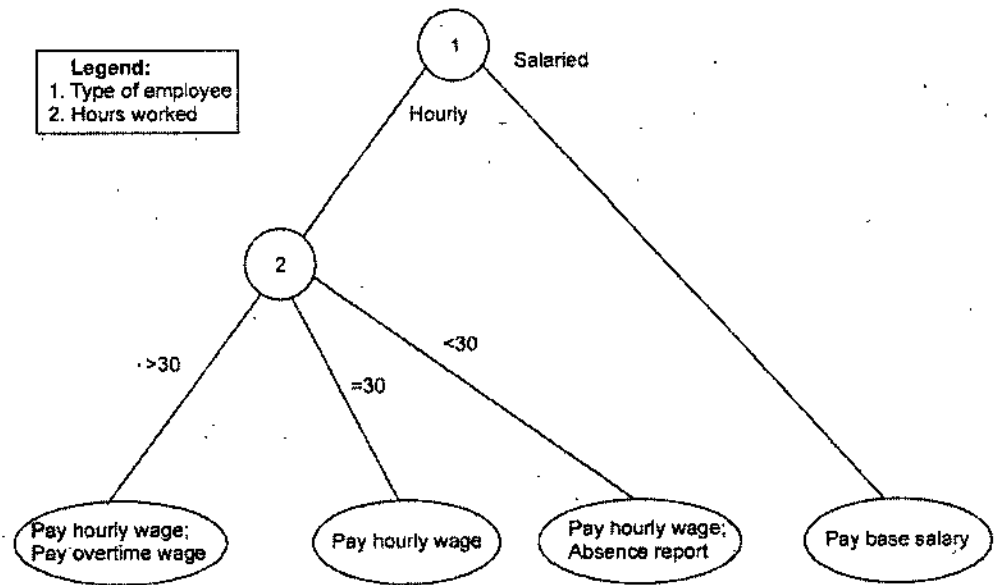 Legend:
1. Type of employee
2. Hours worked
1
Salaried
Hourly
2
>30
=30
<30
Pay hourly wage;
Pay overtime wage
Pay hourly wage
Pay hourly wage;
Absence report
Pay base salary